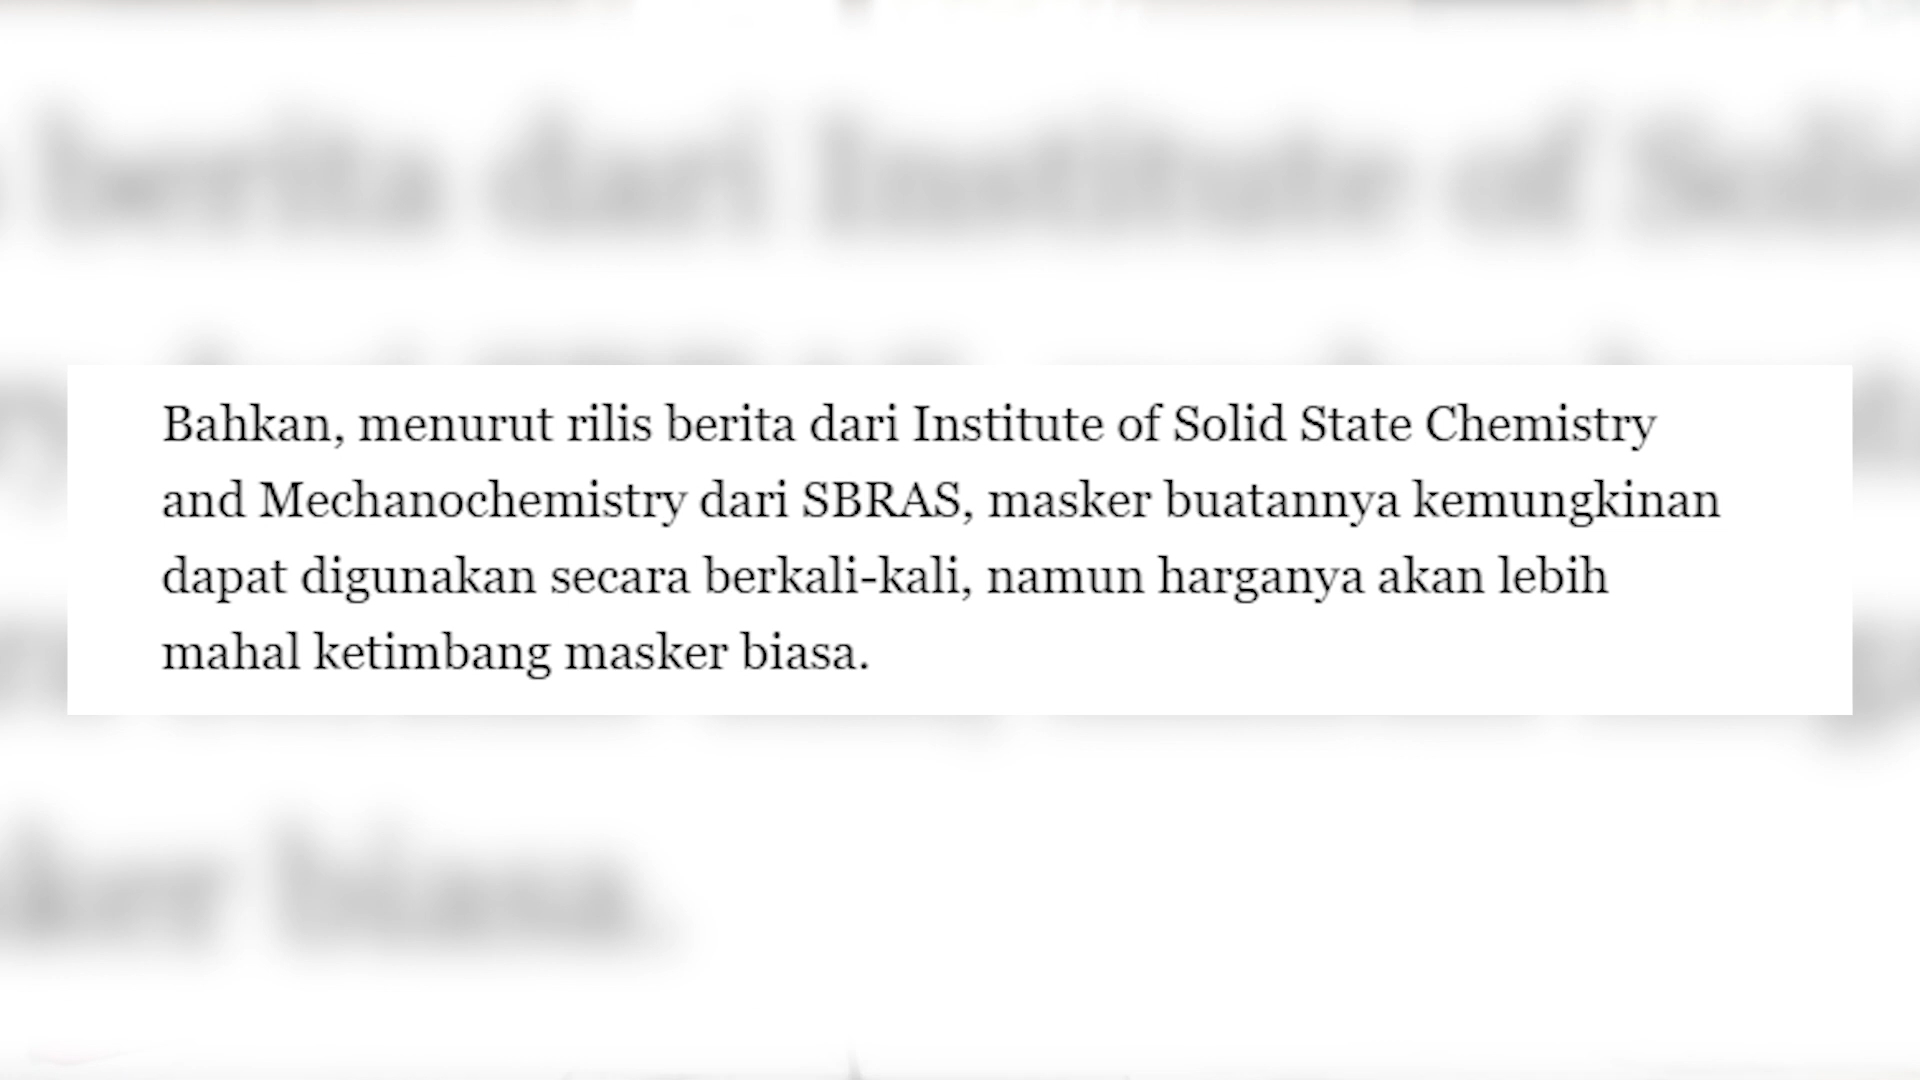 Bahkan, menurut rilis berita dari Institute of Solid State Chemistry
and Mechanochemistry dari SBRAS, masker buatannya kemungkinan
dapat digunakan secara berkali-kali, namun harganya akan lebih
mahal ketimbang masker biasa.